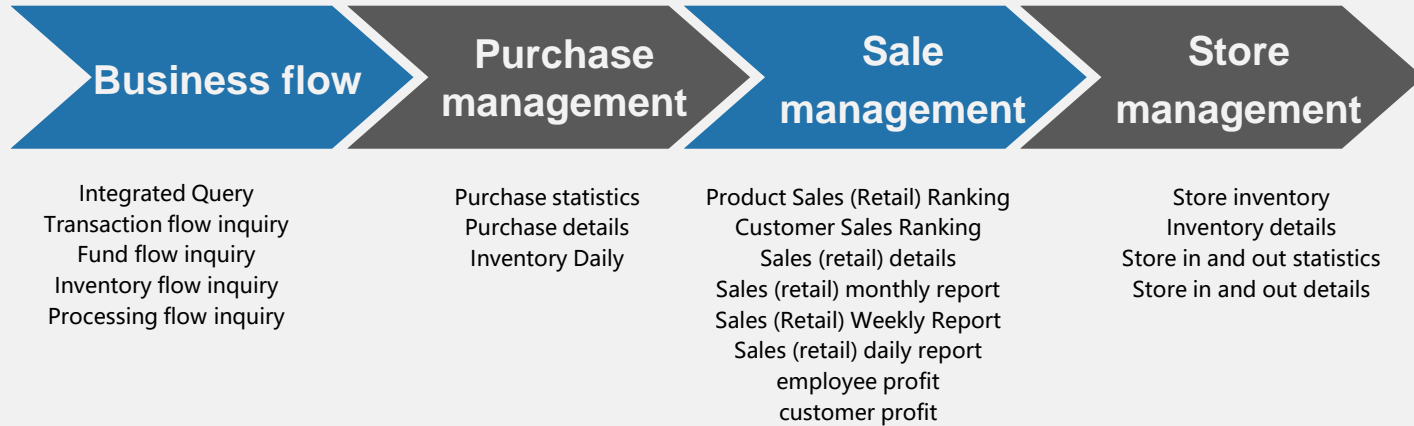 Business flow
Purchase
management
Sale
management
Store
management
Integrated Query
Transaction flow inquiry
Fund flow inquiry
Inventory flow inquiry
Processing flow inquiry
Purchase statistics
Purchase details
Inventory Daily
Product Sales (Retail) Ranking
Customer Sales Ranking
Sales (retail) details
Sales (retail) monthly report
Sales (Retail) Weekly Report
Sales (retail) daily report
employee profit
customer profit
Store inventory
Inventory details
Store in and out statistics
Store in and out details